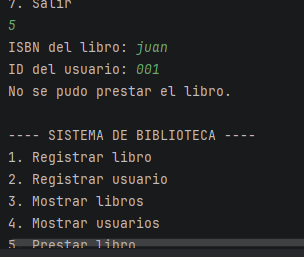 7. Salir
5
ISBN del libro: juan
ID del usuario: 001
No se pudo prestar el libro.
---- SISTEMA DE BIBLIOTECA ----
1. Registrar libro
2. Registrar usuario
3. Mostrar libros
4. Mostrar usuarios
5. Prestar libro